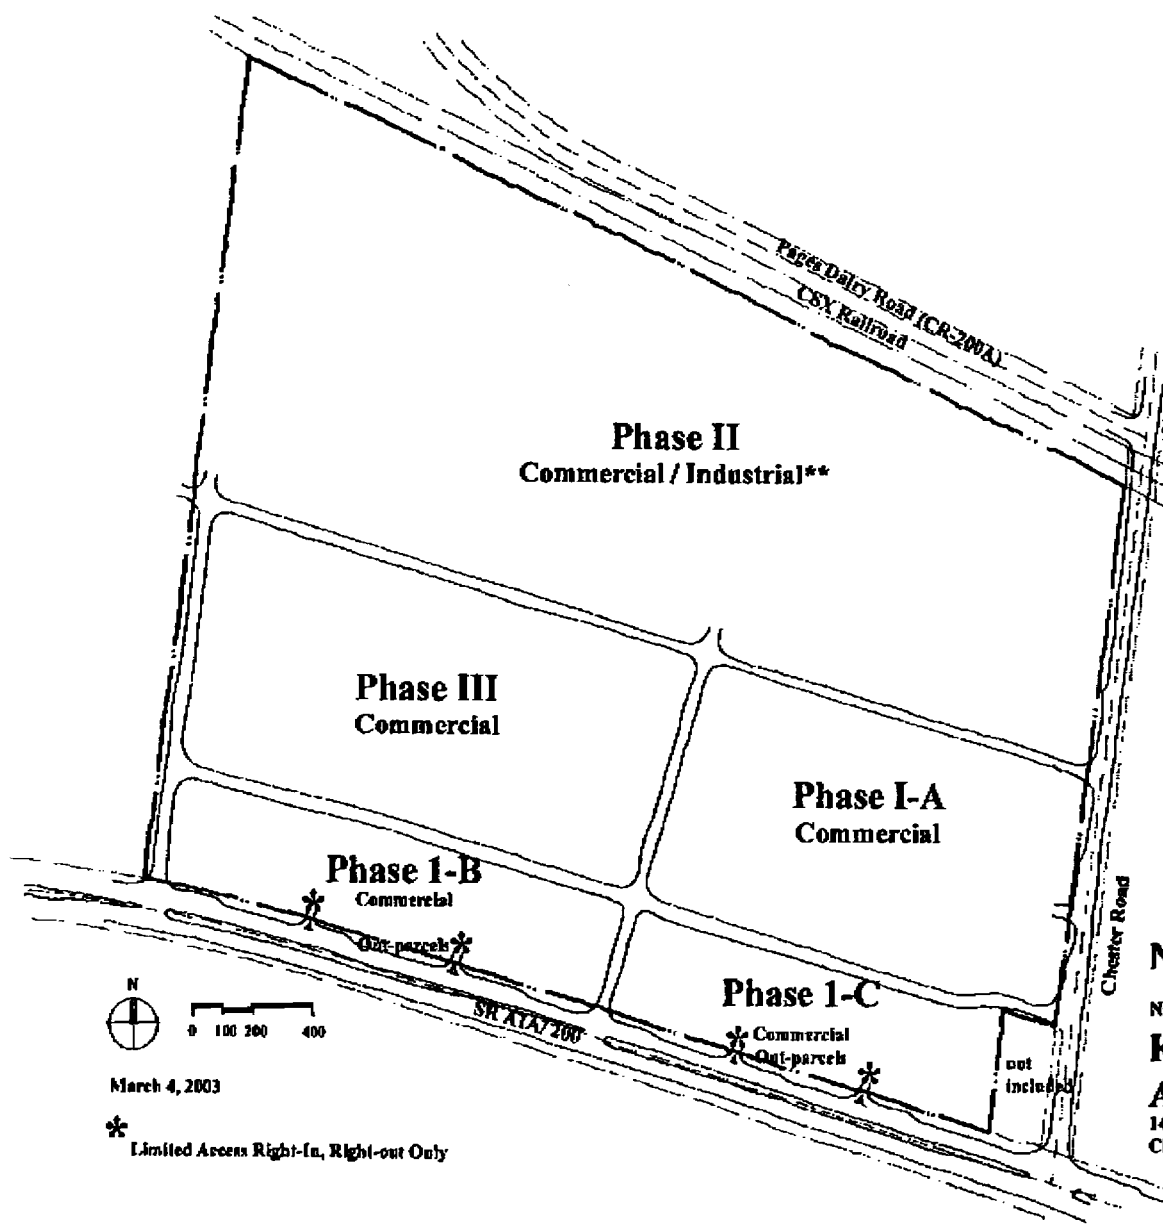 Pages Dairy Road (CR-200A)
CSX Railroad
Phase II
Commercial / Industrial**
Phase III
Commercial
Phase I-A
Commercial
Phase 1-B
Commercial
Out-parcels
Chester Road
Phase 1-C
Commercial
Out-parcels
not
included
SR A1A/200
N
0 100 200 400
March 4, 2003
* Limited Access Right-In, Right-out Only
N
N
A
14